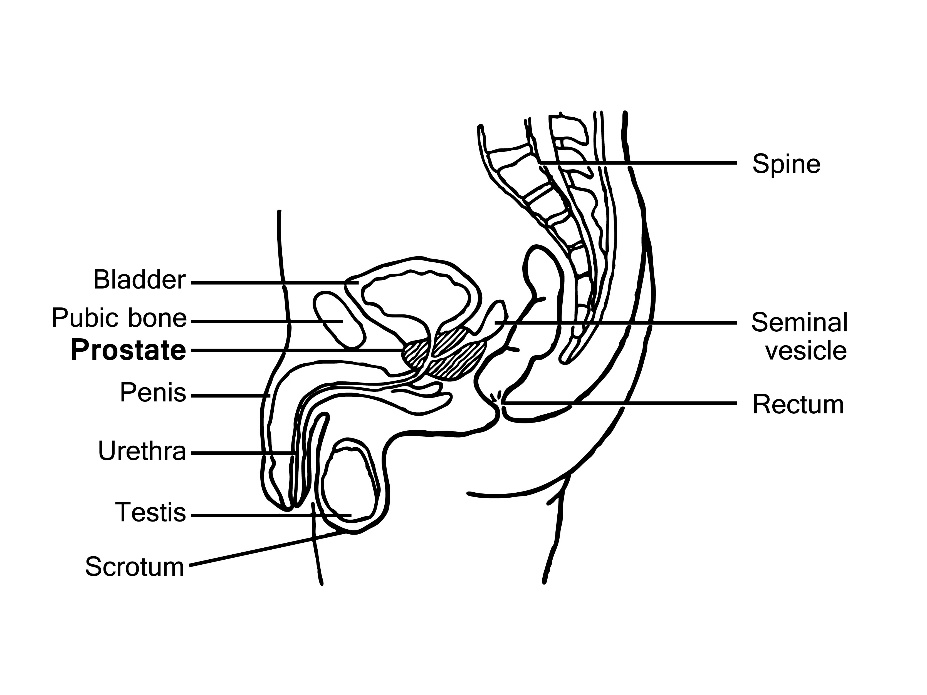 Spine
Bladder
Pubic bone
Prostate
Penis
Urethra
Testis
Scrotum
Seminal
vesicle
Rectum